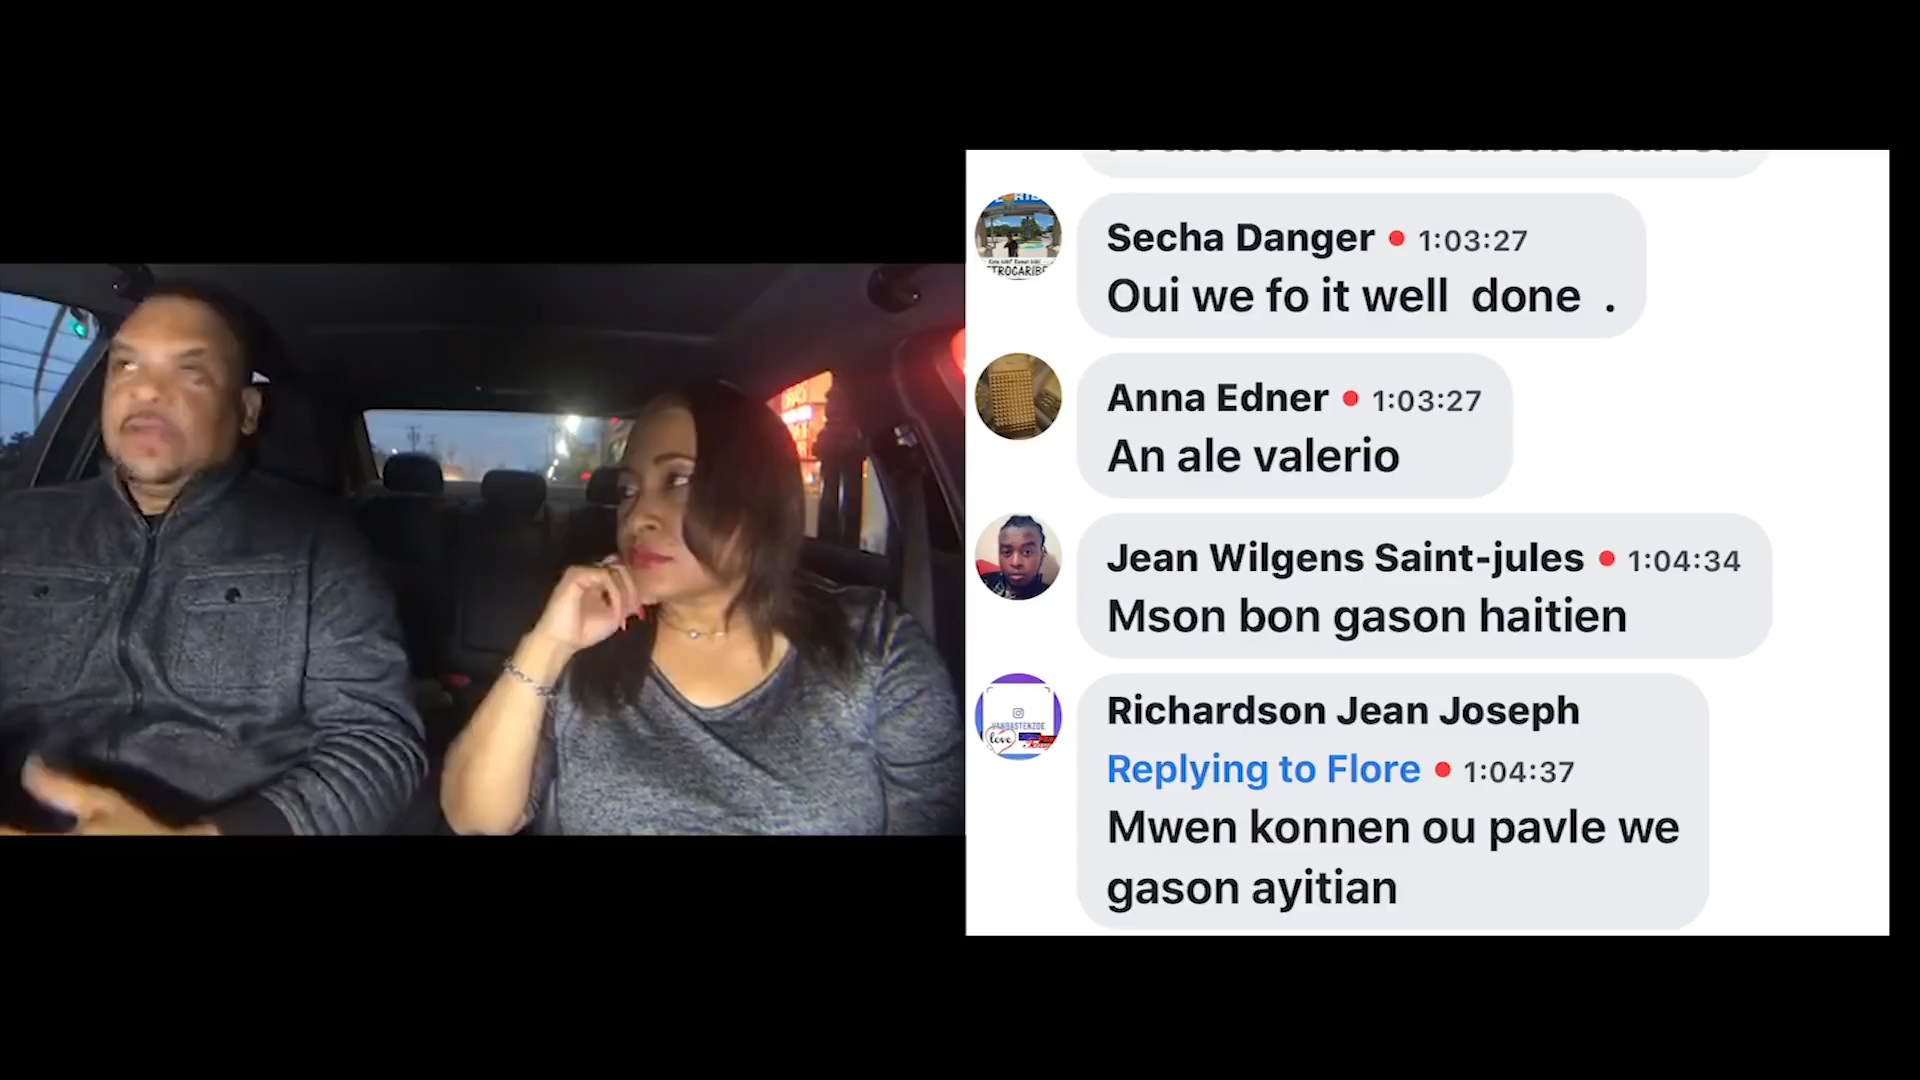 Secha Danger • 1:03:27
Oui we fo it well done .
Anna Edner • 1:03:27
An ale valerio
Jean Wilgens Saint-jules • 1:04:34
Mson bon gason haitien
Richardson Jean Joseph
Replying to Flore • 1:04:37
Mwen konnen ou pavle we
gason ayitian